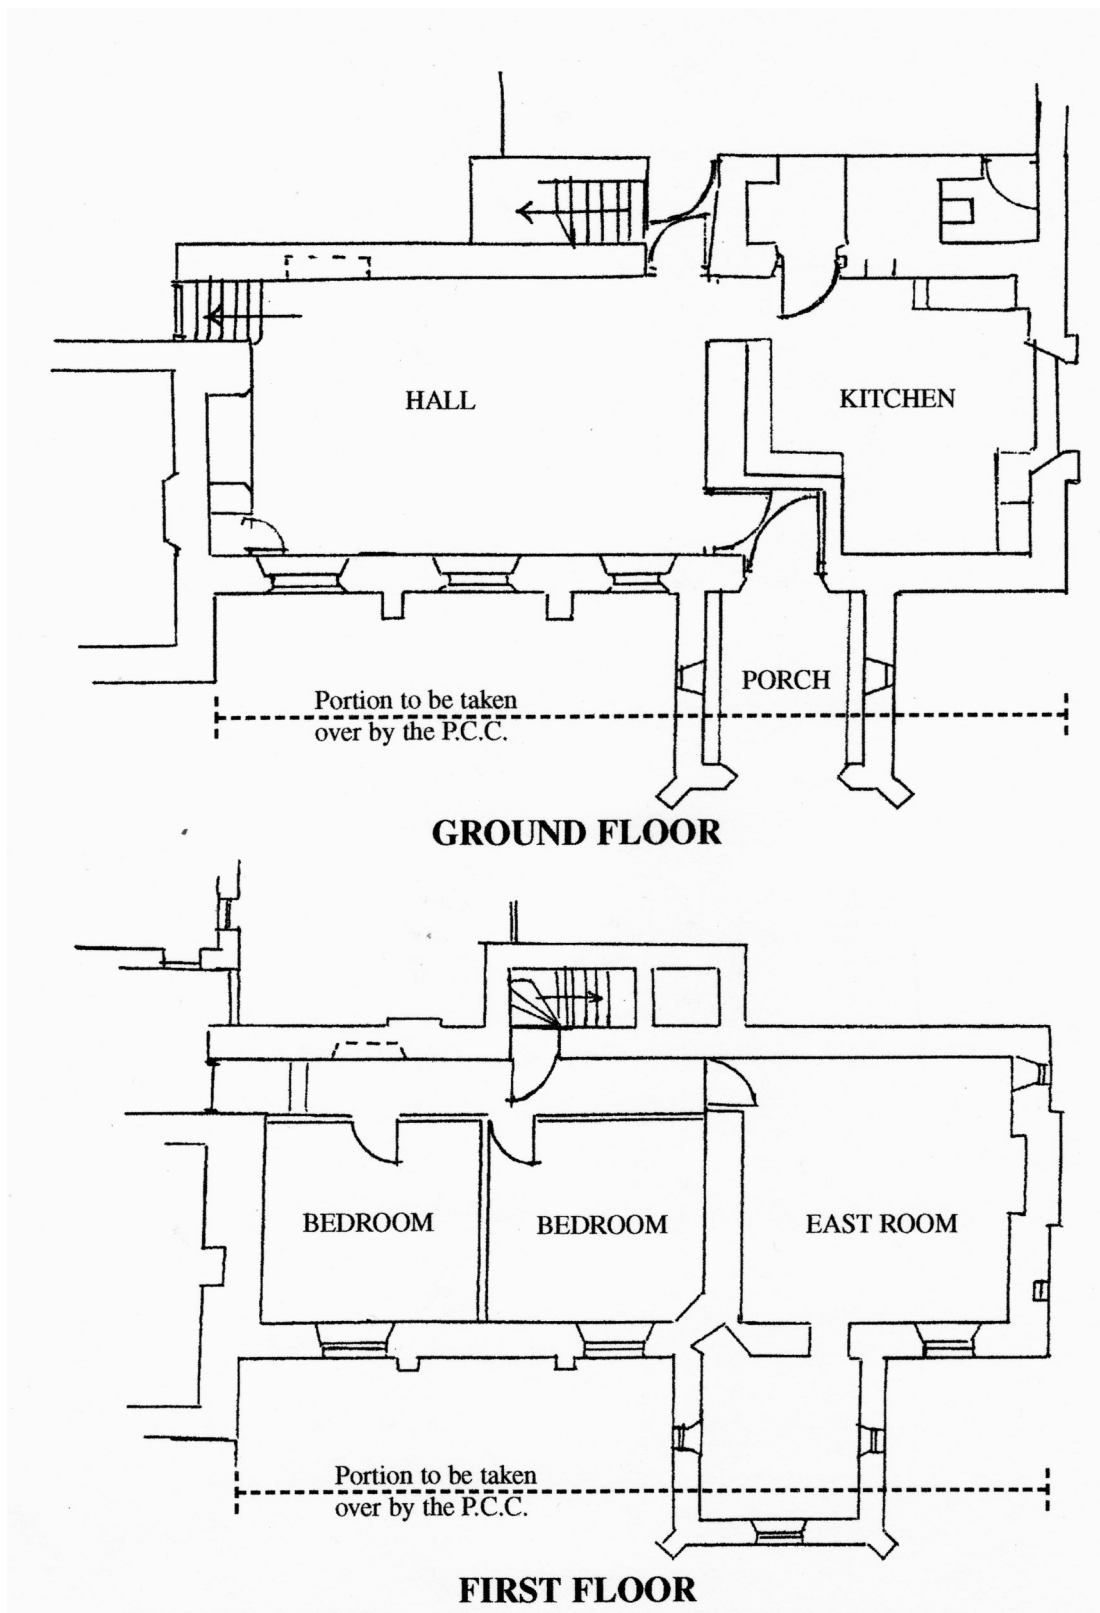 HALL
KITCHEN
PORCH
Portion to be taken
over by the P.C.C.
GROUND FLOOR
BEDROOM
BEDROOM
EAST ROOM
Portion to be taken
over by the P.C.C.
FIRST FLOOR